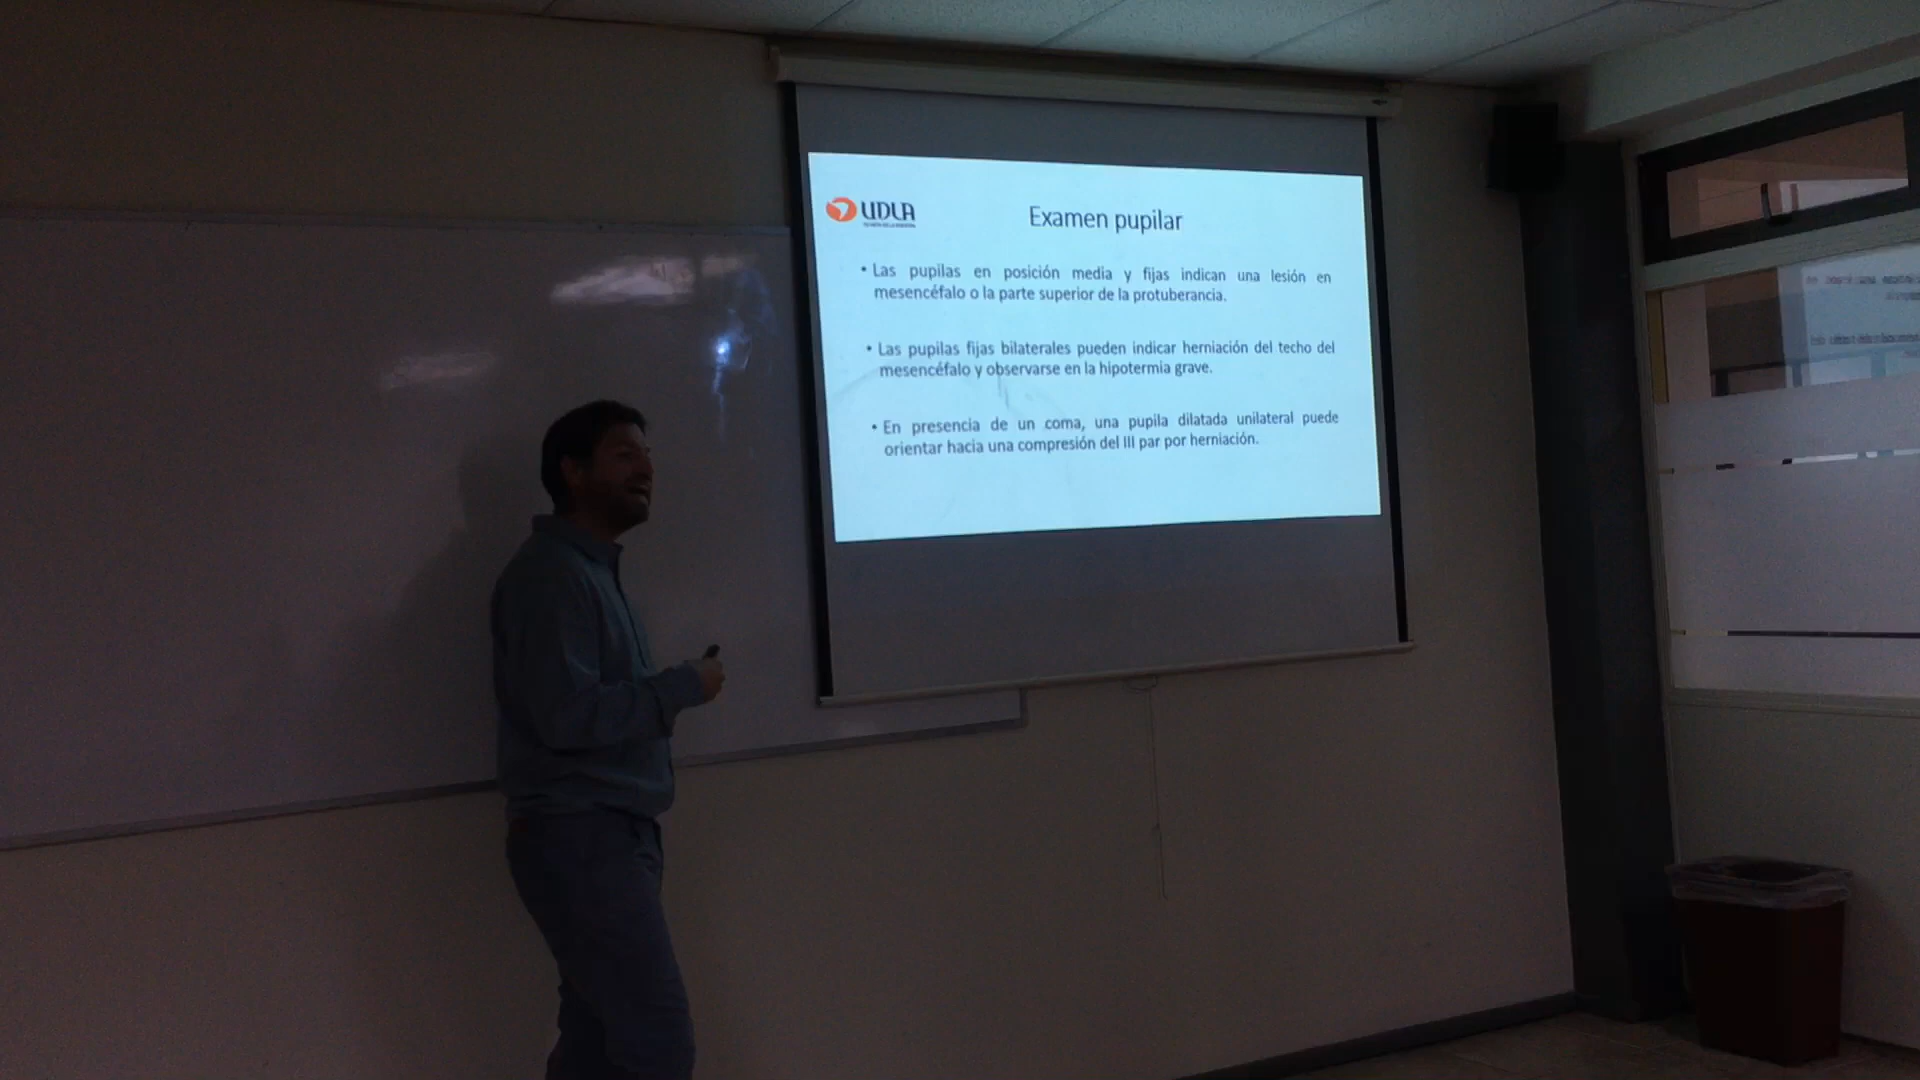 UDLA
Examen pupilar
• Las pupilas en posición media y fijas indican una lesión en
mesencéfalo o la parte superior de la protuberancia.
• Las pupilas fijas bilaterales pueden indicar herniación del techo del
mesencéfalo y observarse en la hipotermia grave.
• En presencia de un coma, una pupila dilatada unilateral puede
orientar hacia una compresión del III par por herniación.